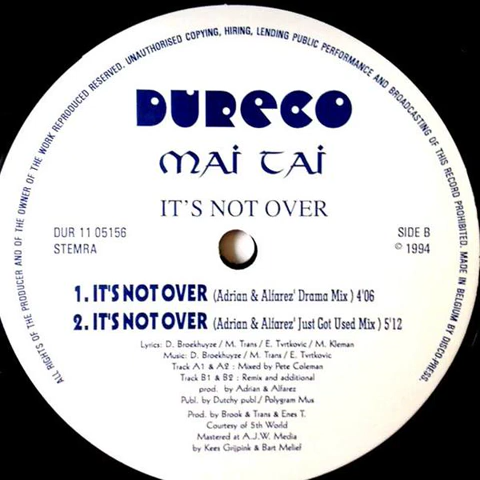 ALL RIGHTS OF THE PRODUCER AND OF THE OWNER OF THE WORK REPRODUCED RESERVED. UNAUTHORISED COPYING, HIRING, LENDING PUBLIC PERFORMANCE AND BROADCASTING OF THIS RECORD PROHIBITED. MADE IN BELGIUM BY DISCO-PRESS.
DURECO
MAI TAI
IT'S NOT OVER
DUR 11 05156
STEMRA
SIDE B
© 1994
1. IT'S NOT OVER (Adrian & Alfarez' Drama Mix ) 4'06
2. IT'S NOT OVER (Adrian & Alfarez' Just Got Used Mix ) 5'12
Lyrics: D. Broekhuyze / M. Trans / E. Tvrtkovic / M. Kleman
Music: D. Broekhuyze / M. Trans / E. Tvrtkovic
Track A1 & A2 : Mixed by Pete Coleman
Track B1 & B2 : Remix and additional
prod. by Adrian & Alfarez
Publ. by Dutchy publ./ Polygram Mus
Prod. by Brook & Trans & Enes T.
Courtesy of 5th World
Mastered at A.J.W. Media
by Kees Grijpink & Bart Melief